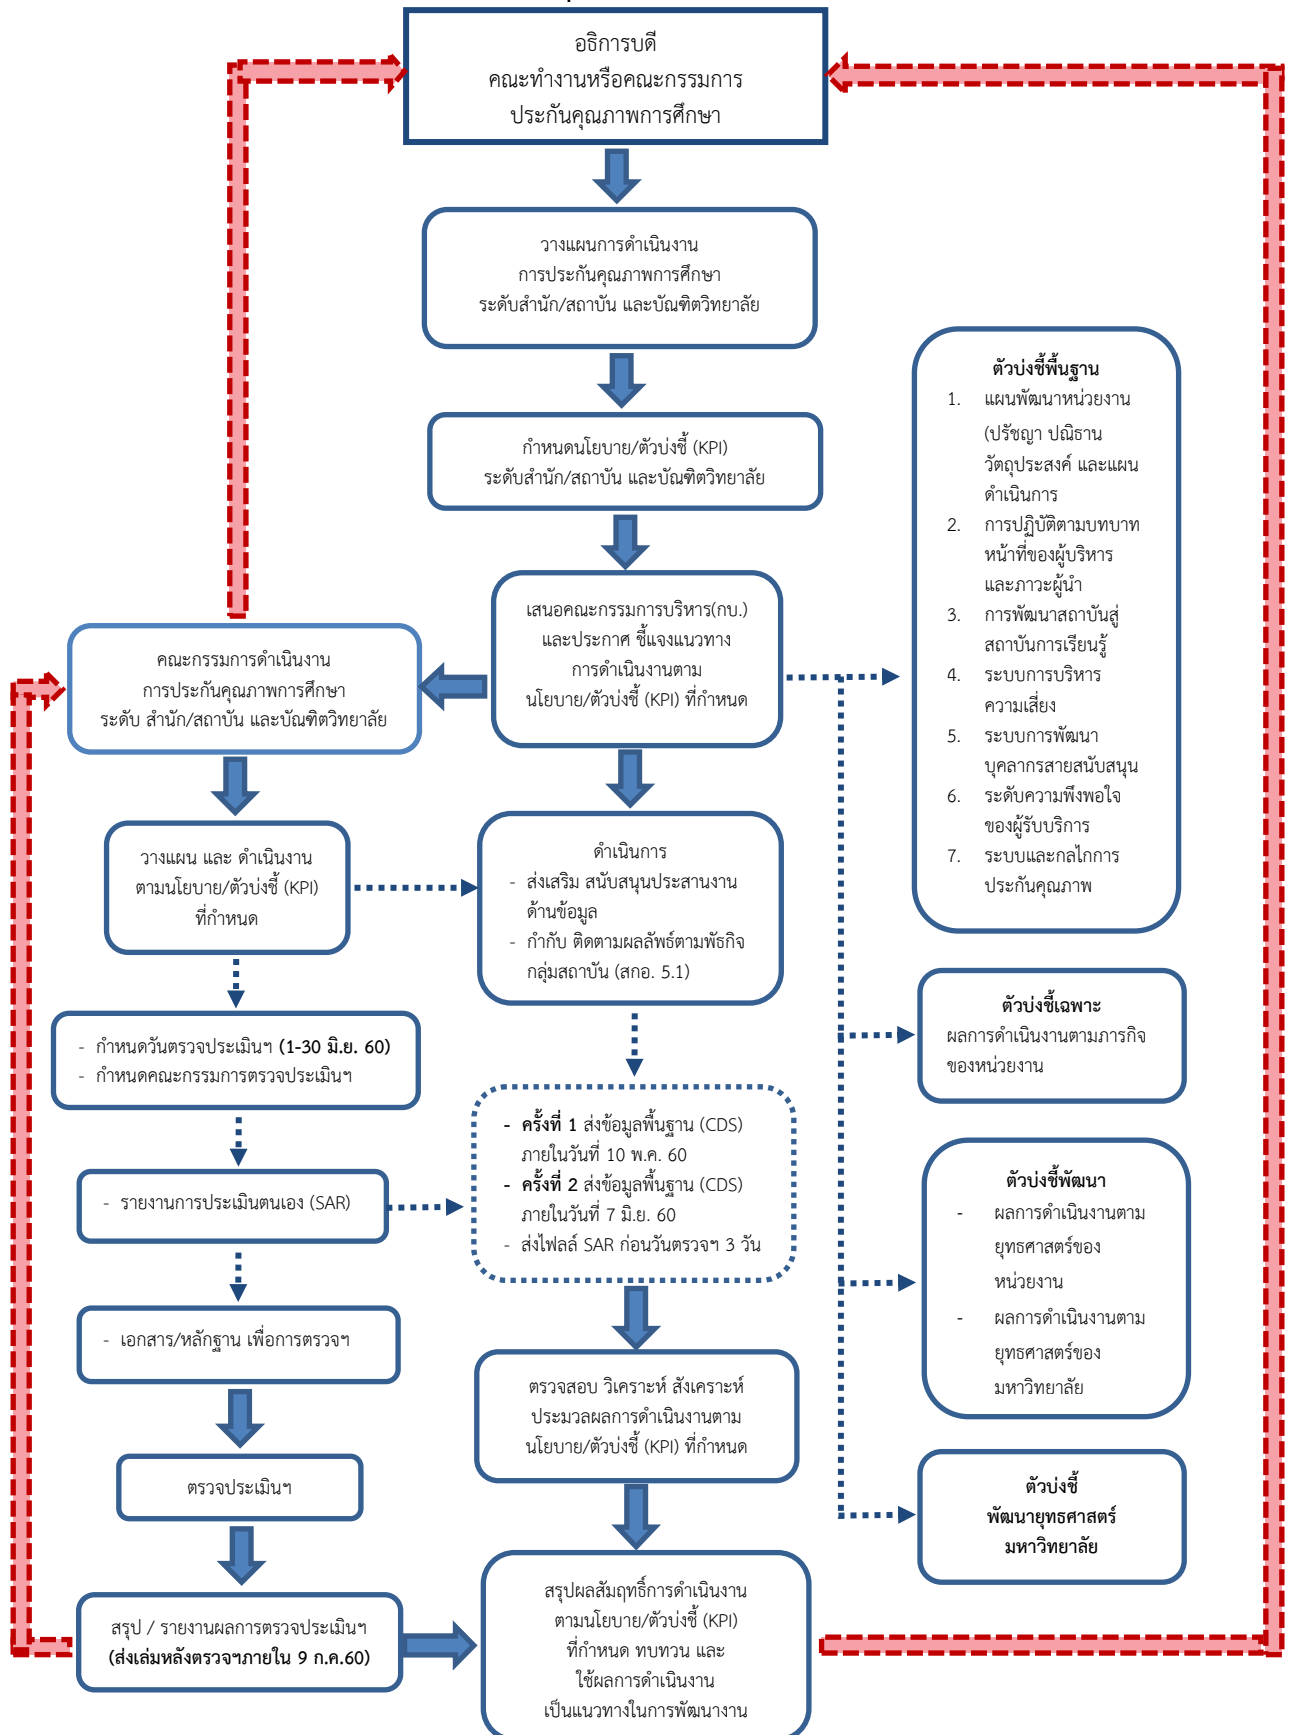 อธิการบดี
คณะทำงานหรือคณะกรรมการ
ประกันคุณภาพการศึกษา
วางแผนการดำเนินงาน
การประกันคุณภาพการศึกษา
ระดับสำนัก/สถาบัน และบัณฑิตวิทยาลัย
กำหนดนโยบาย/ตัวบ่งชี้ (KPI)
ระดับสำนัก/สถาบัน และบัณฑิตวิทยาลัย
เสนอคณะกรรมการบริหาร(กบ.)
และประกาศ ชี้แจงแนวทาง
การดำเนินงานตาม
นโยบาย/ตัวบ่งชี้ (KPI) ที่กำหนด
คณะกรรมการดำเนินงาน
การประกันคุณภาพการศึกษา
ระดับ สำนัก/สถาบัน และบัณฑิตวิทยาลัย
วางแผน และ ดำเนินงาน
ตามนโยบาย/ตัวบ่งชี้ (KPI)
ที่กำหนด
ดำเนินการ
- ส่งเสริม สนับสนุนประสานงาน
ด้านข้อมูล
- กำกับ ติดตามผลลัพธ์ตามพัธกิจ
กลุ่มสถาบัน (สกอ. 5.1)
- กำหนดวันตรวจประเมินฯ (1-30 มิ.ย. 60)
- กำหนดคณะกรรมการตรวจประเมินฯ
- ครั้งที่ 1 ส่งข้อมูลพื้นฐาน (CDS)
ภายในวันที่ 10 พ.ค. 60
- ครั้งที่ 2 ส่งข้อมูลพื้นฐาน (CDS)
ภายในวันที่ 7 มิ.ย. 60
- ส่งไฟลล์ SAR ก่อนวันตรวจฯ 3 วัน
- รายงานการประเมินตนเอง (SAR)
- เอกสาร/หลักฐาน เพื่อการตรวจฯ
ตรวจสอบ วิเคราะห์ สังเคราะห์
ประมวลผลการดำเนินงานตาม
นโยบาย/ตัวบ่งชี้ (KPI) ที่กำหนด
ตรวจประเมินฯ
สรุป / รายงานผลการตรวจประเมินฯ
(ส่งเล่มหลังตรวจฯภายใน 9 ก.ค.60)
สรุปผลสัมฤทธิ์การดำเนินงาน
ตามนโยบาย/ตัวบ่งชี้ (KPI)
ที่กำหนด ทบทวน และ
ใช้ผลการดำเนินงาน
เป็นแนวทางในการพัฒนางาน
ตัวบ่งชี้พื้นฐาน
1. แผนพัฒนาหน่วยงาน
(ปรัชญา ปณิธาน
วัตถุประสงค์ และแผน
ดำเนินการ
2. การปฏิบัติตามบทบาท
หน้าที่ของผู้บริหาร
และภาวะผู้นำ
3. การพัฒนาสถาบันสู่
สถาบันการเรียนรู้
4. ระบบการบริหาร
ความเสี่ยง
5. ระบบการพัฒนา
บุคลากรสายสนับสนุน
6. ระดับความพึงพอใจ
ของผู้รับบริการ
7. ระบบและกลไกการ
ประกันคุณภาพ
ตัวบ่งชี้เฉพาะ
ผลการดำเนินงานตามภารกิจ
ของหน่วยงาน
ตัวบ่งชี้พัฒนา
- ผลการดำเนินงานตาม
ยุทธศาสตร์ของ
หน่วยงาน
- ผลการดำเนินงานตาม
ยุทธศาสตร์ของ
มหาวิทยาลัย
ตัวบ่งชี้
พัฒนายุทธศาสตร์
มหาวิทยาลัย